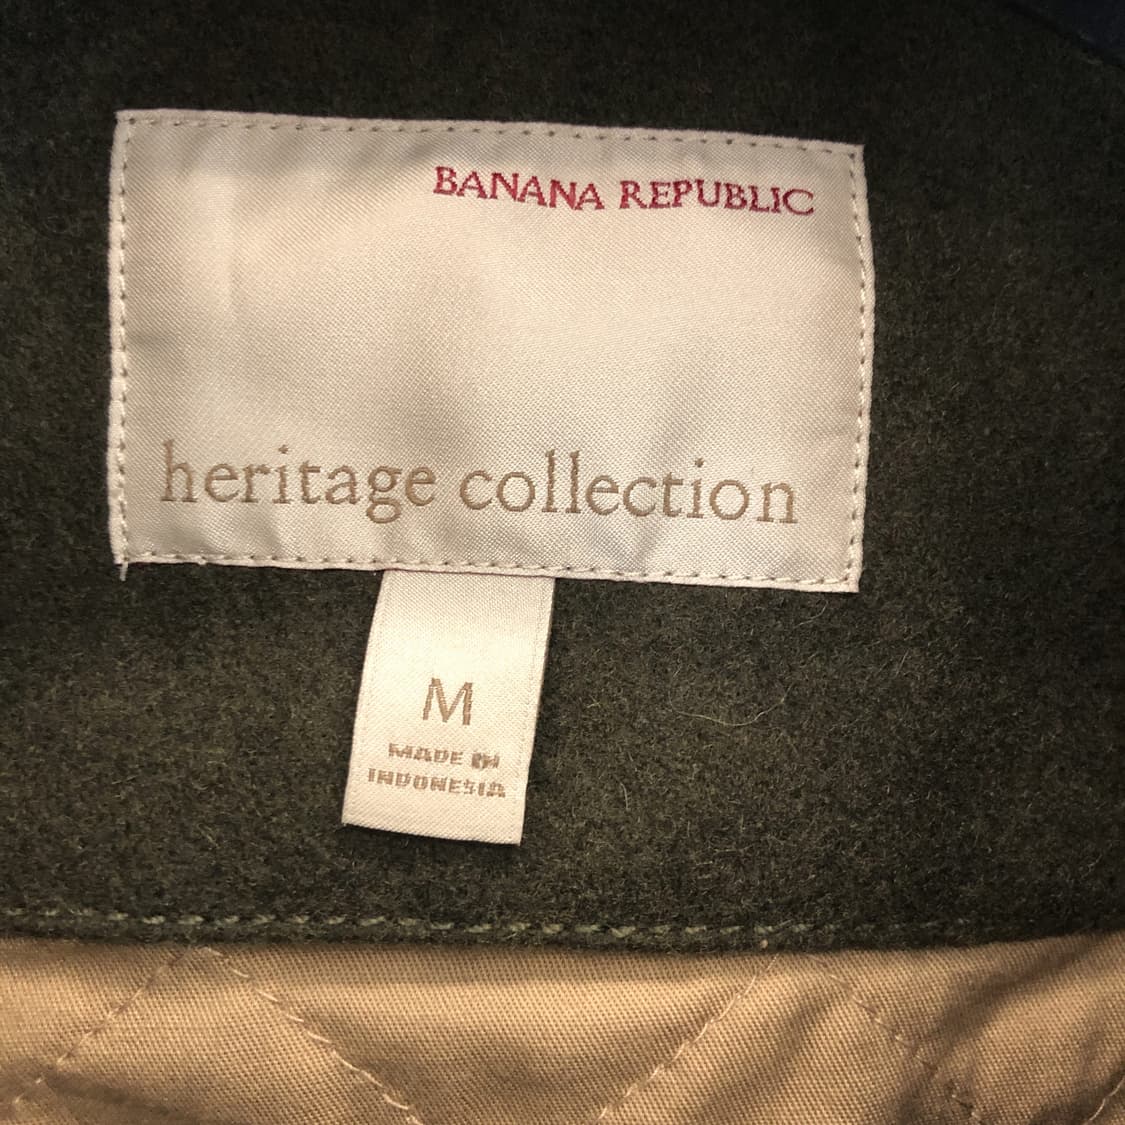 BANANA REPUBLIC
heritage collection
M
MADE IN
INDONESIA